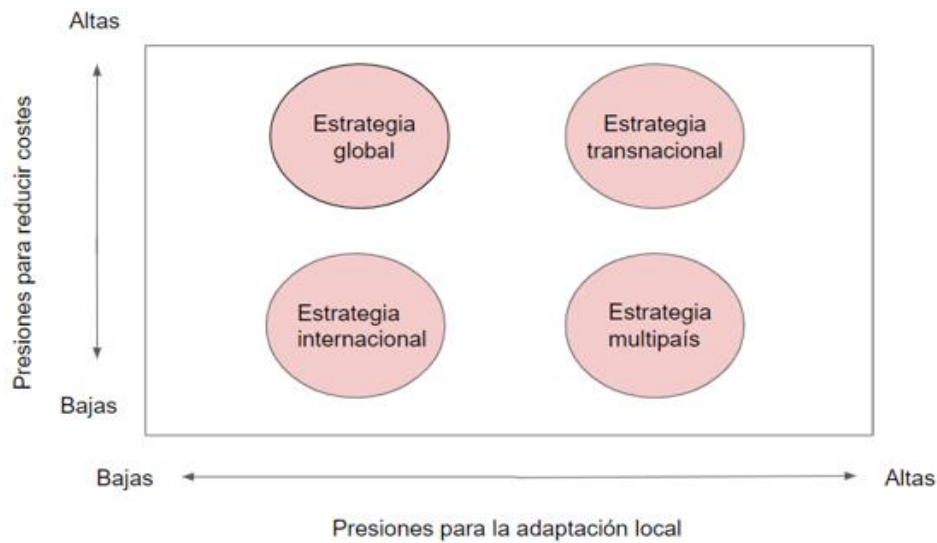 Altas
Presiones para reducir costes
Estrategia
global
Estrategia
transnacional
Estrategia
internacional
Estrategia
multipaís
Bajas
Bajas
Altas
Presiones para la adaptación local